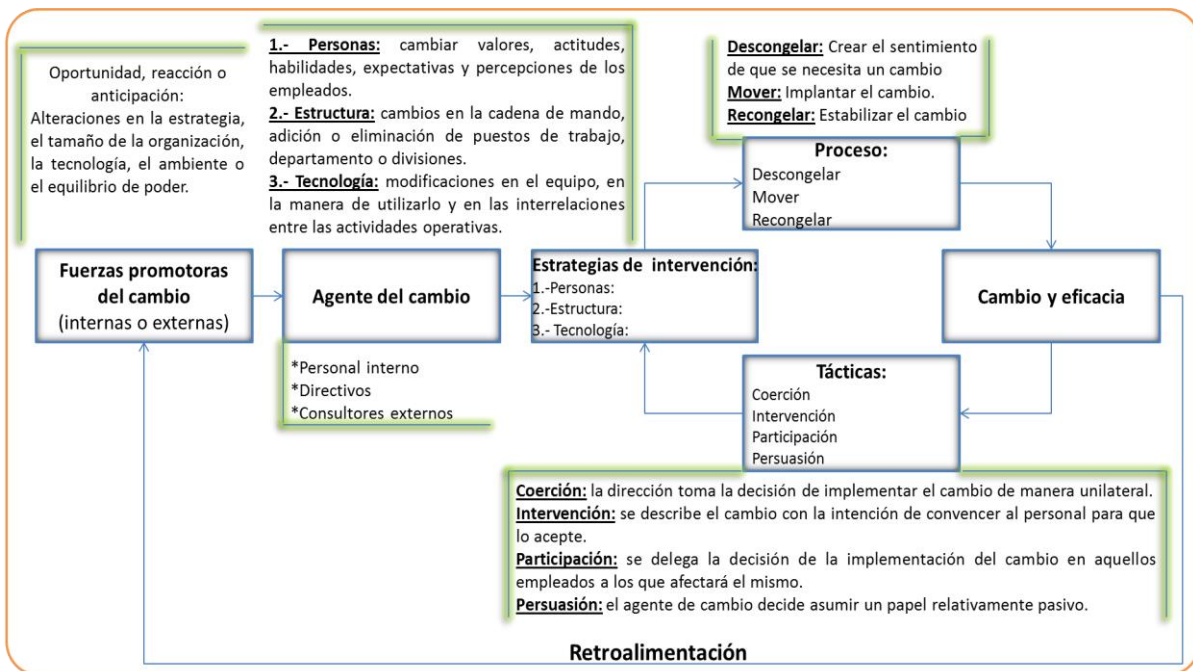 Oportunidad, reacción o
anticipación:
Alteraciones en la estrategia,
el tamaño de la organización,
la tecnología, el ambiente o
el equilibrio de poder.
1.- Personas: cambiar valores, actitudes,
habilidades, expectativas y percepciones de los
empleados.
2.- Estructura: cambios en la cadena de mando,
adición o eliminación de puestos de trabajo,
departamento o divisiones.
3.- Tecnología: modificaciones en el equipo, en
la manera de utilizarlo y en las interrelaciones
entre las actividades operativas.
Descongelar: Crear el sentimiento
de que se necesita un cambio
Mover: Implantar el cambio.
Recongelar: Estabilizar el cambio
Proceso:
Descongelar
Mover
Recongelar
Fuerzas promotoras
del cambio
(internas o externas)
Agente del cambio
Estrategias de intervención:
1.-Personas:
2.-Estructura:
3.- Tecnología:
Cambio y eficacia
*Personal interno
*Directivos
*Consultores externos
Tácticas:
Coerción
Intervención
Participación
Persuasión
Coerción: la dirección toma la decisión de implementar el cambio de manera unilateral.
Intervención: se describe el cambio con la intención de convencer al personal para que
lo acepte.
Participación: se delega la decisión de la implementación del cambio en aquellos
empleados a los que afectará el mismo.
Persuasión: el agente de cambio decide asumir un papel relativamente pasivo.
Retroalimentación